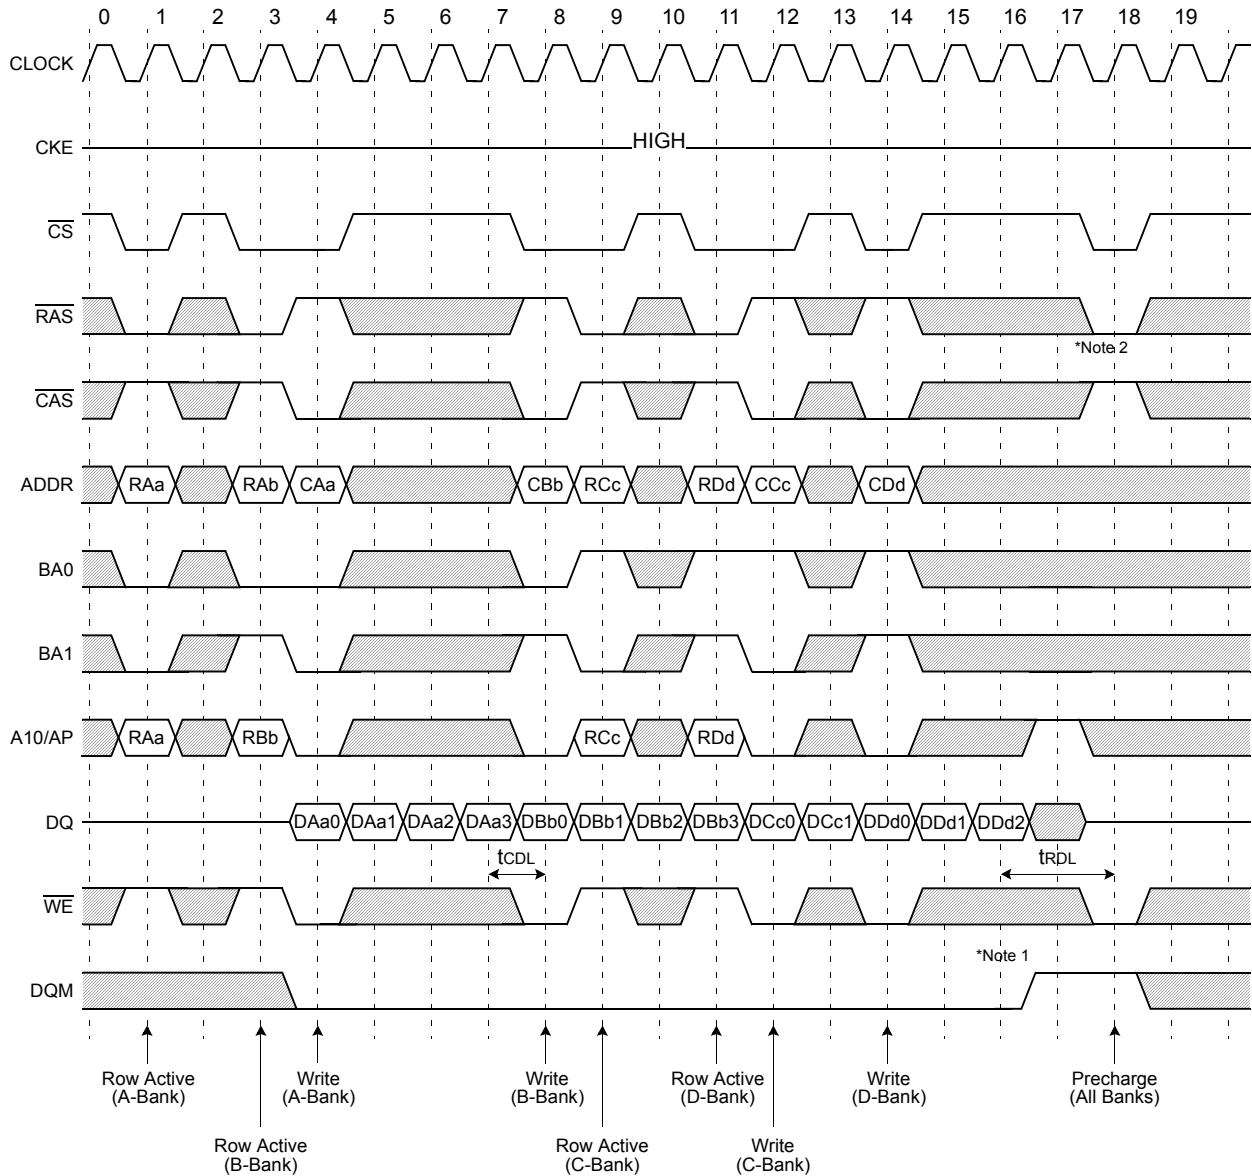 0 1 2 3 4 5 6 7 8 9 10 11 12 13 14 15 16 17 18 19
CLOCK
CKE HIGH
CS
RAS
*Note 2
CAS
ADDR RAa RAb CAa CBb RCc RDd CCc CDd
BA0
BA1
A10/AP RAa RBb RCc RDd
DQ DAa0 DAa1 DAa2 DAa3 DBb0 DBb1 DBb2 DBb3 DCc0 DCc1 DDd0 DDd1 DDd2
tCDL tRDL
WE
*Note 1
DQM
Row Active (A-Bank)
Write (A-Bank)
Write (B-Bank)
Row Active (D-Bank)
Write (D-Bank)
Precharge (All Banks)
Row Active (B-Bank)
Row Active (C-Bank)
Write (C-Bank)